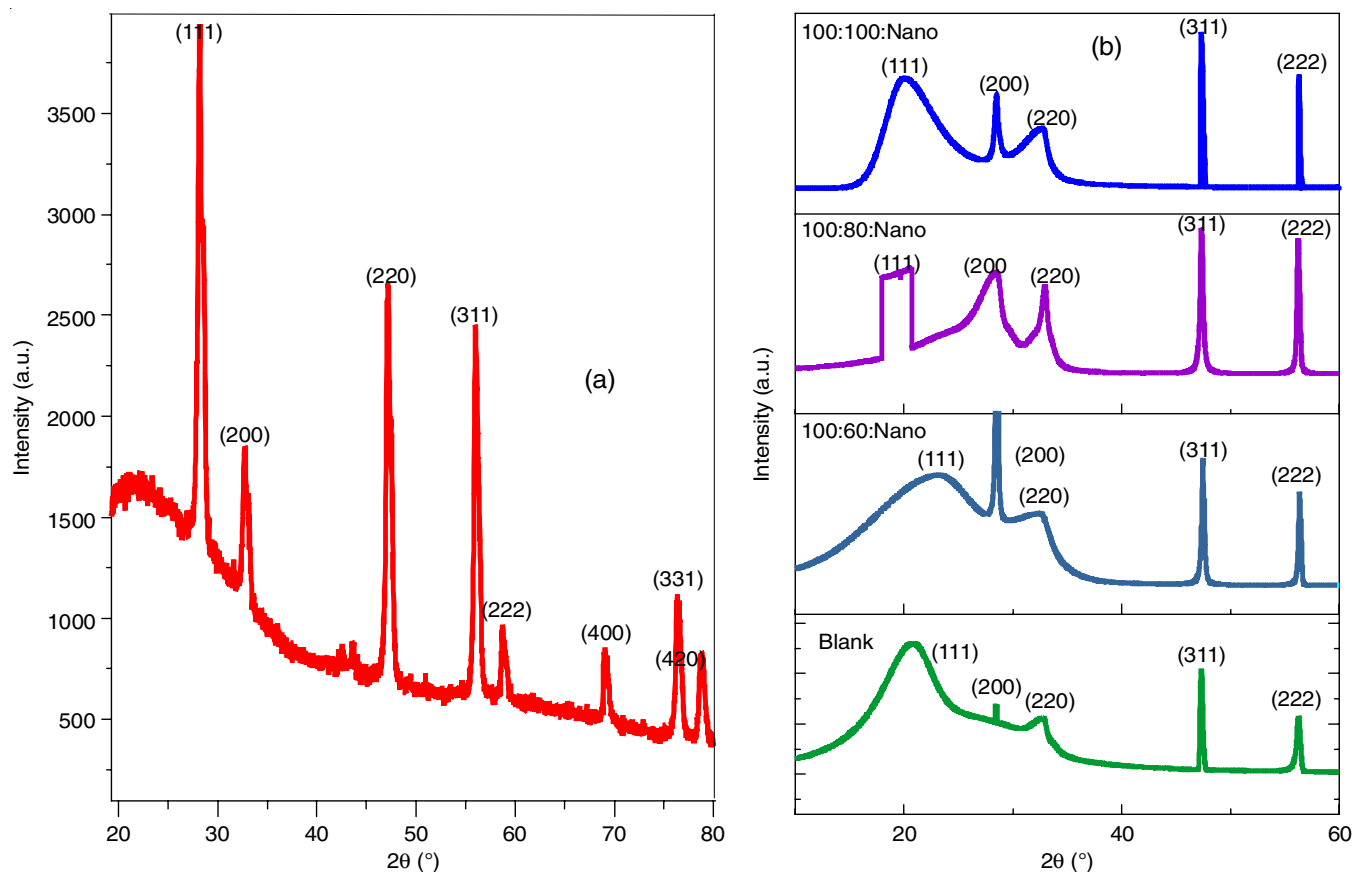 (111)
(200)
(220)
(311)
(222)
(400)
(331)
(420)
(a)
3500
3000
2500
2000
1500
1000
500
Intensity (a.u.)
20 30 40 50 60 70 80
2θ (°)
(b)
100:100:Nano
(111)
(200)
(220)
(311)
(222)
100:80:Nano
(111)
(200
(220)
(311)
(222)
100:60:Nano
(111)
(200)
(220)
(311)
(222)
Blank
(111)
(200)
(220)
(311)
(222)
Intensity (a.u.)
20 40 60
2θ (°)